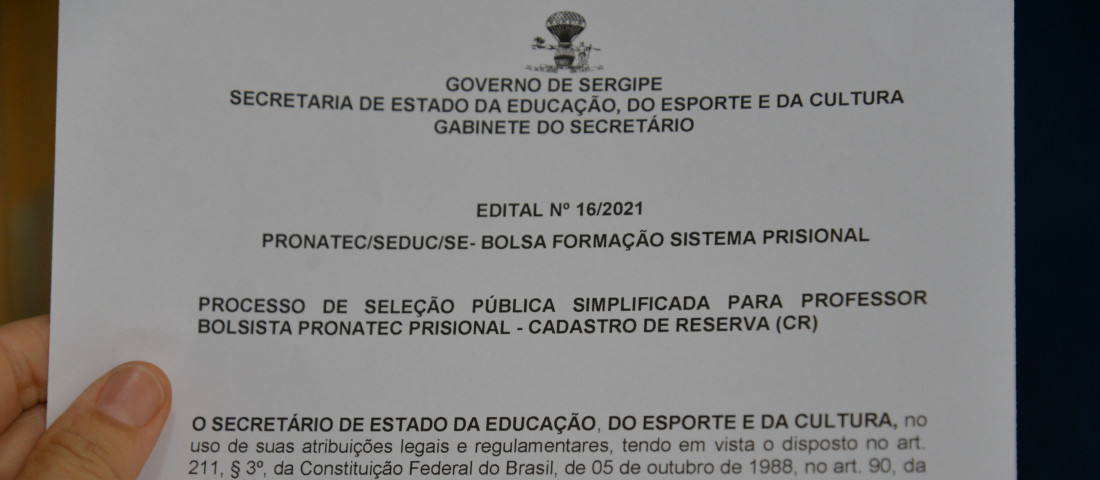 GOVERNO DE SERGIPE
SECRETARIA DE ESTADO DA EDUCAÇÃO, DO ESPORTE E DA CULTURA
GABINETE DO SECRETÁRIO
EDITAL Nº 16/2021
PRONATEC/SEDUC/SE- BOLSA FORMAÇÃO SISTEMA PRISIONAL
PROCESSO DE SELEÇÃO PÚBLICA SIMPLIFICADA PARA PROFESSOR
BOLSISTA PRONATEC PRISIONAL - CADASTRO DE RESERVA (CR)
O SECRETÁRIO DE ESTADO DA EDUCAÇÃO, DO ESPORTE E DA CULTURA, no
uso de suas atribuições legais e regulamentares, tendo em vista o disposto no art.
211, § 3º, da Constituição Federal do Brasil, de 05 de outubro de 1988, no art. 90, da